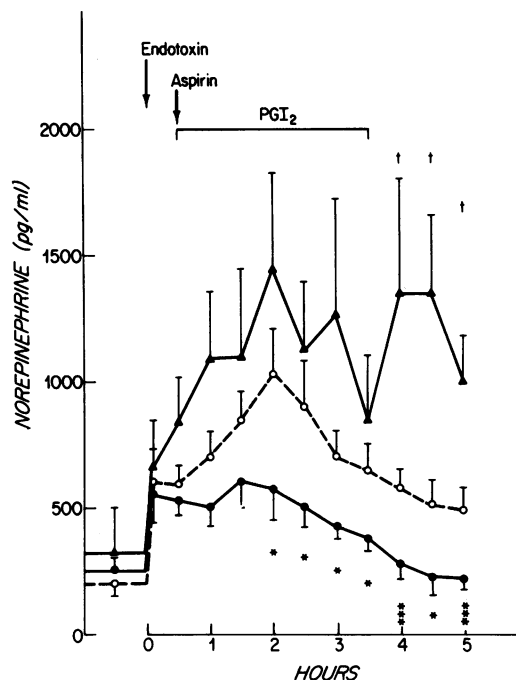 Endotoxin
Aspirin
PGI₂
2000
† † †
1500
1000
500
* * * * *** * ***
0
NOREPINEPHRINE (pg/ml)
0 1 2 3 4 5
HOURS